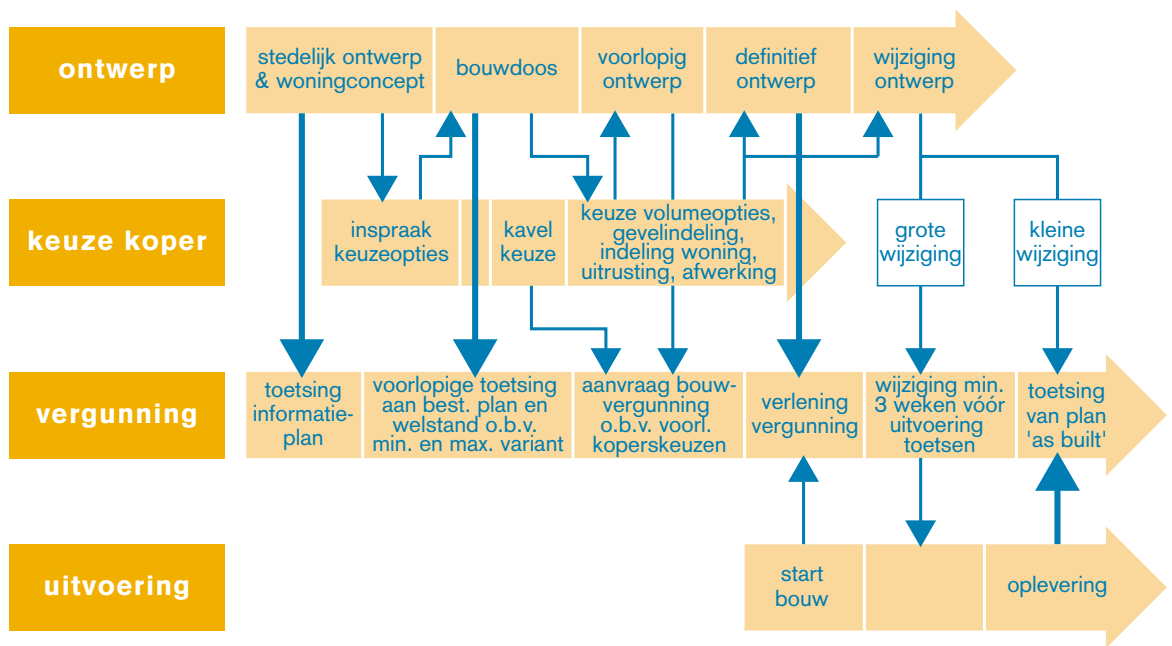 ontwerp
stedelijk ontwerp
& woningconcept
bouwdoos
voorlopig
ontwerp
definitief
ontwerp
wijziging
ontwerp
keuze koper
inspraak
keuzeopties
kavel
keuze
keuze volumeopties,
gevelindeling,
indeling woning,
uitrusting, afwerking
grote
wijziging
kleine
wijziging
vergunning
toetsing
informatie-
plan
voorlopige toetsing
aan best. plan en
welstand o.b.v.
min. en max. variant
aanvraag bouw-
vergunning
o.b.v. voorl.
koperskeuzen
verlening
vergunning
wijziging min.
3 weken vóór
uitvoering
toetsen
toetsing
van plan
'as built'
uitvoering
start
bouw
oplevering